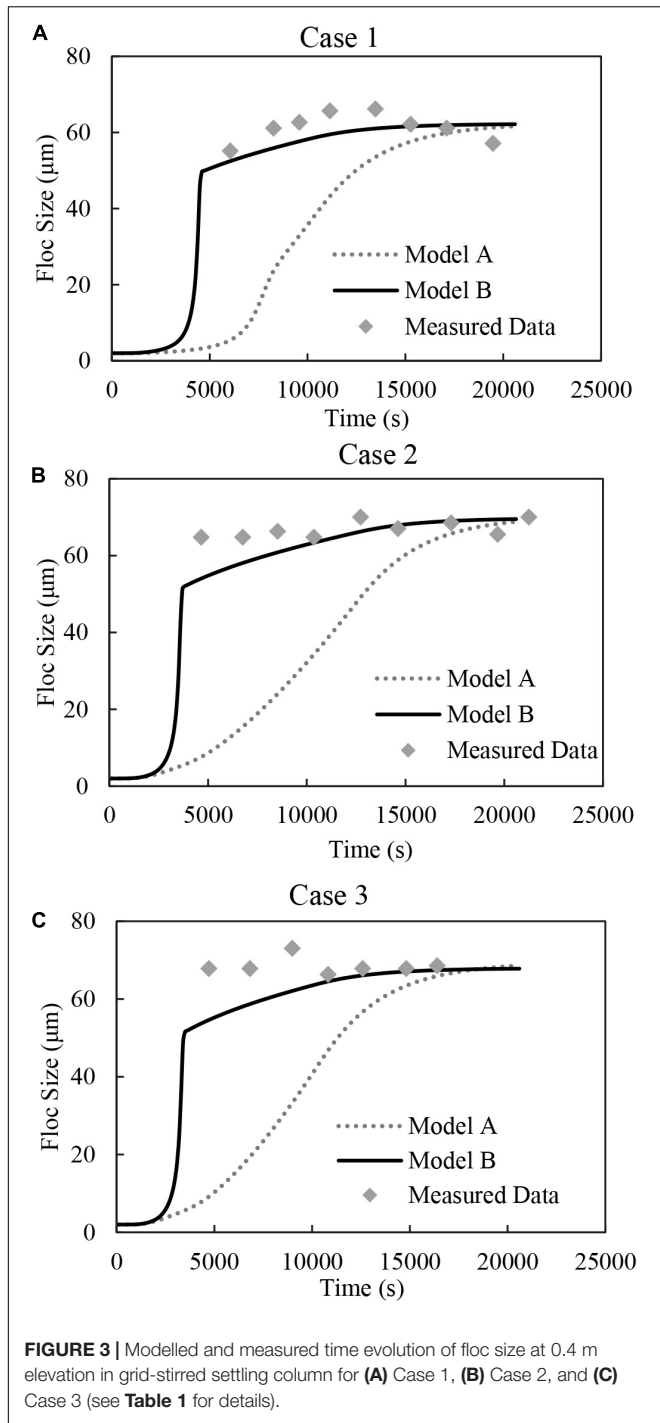 A
Case 1
80
60
40
20
0
Floc Size (µm)
Model A
Model B
Measured Data
0 5000 10000 15000 20000 25000
Time (s)
B
Case 2
80
60
40
20
0
Floc Size (µm)
Model A
Model B
Measured Data
0 5000 10000 15000 20000 25000
Time (s)
C
Case 3
80
60
40
20
0
Floc Size (µm)
Model A
Model B
Measured Data
0 5000 10000 15000 20000 25000
Time (s)
FIGURE 3 | Modelled and measured time evolution of floc size at 0.4 m
elevation in grid-stirred settling column for (A) Case 1, (B) Case 2, and (C)
Case 3 (see Table 1 for details).